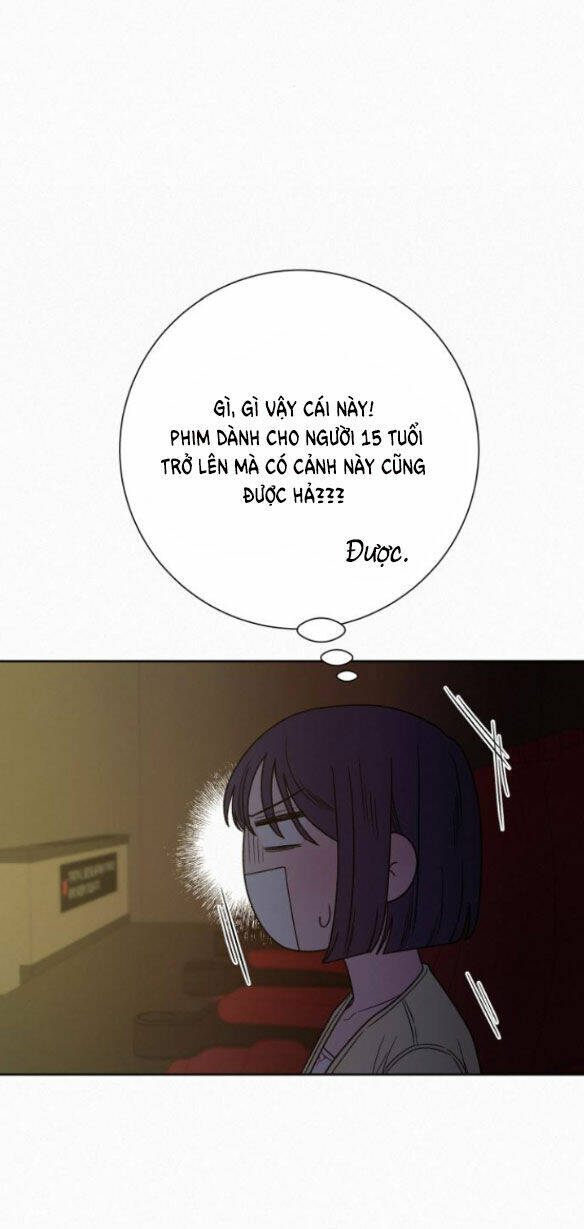 GÌ, GÌ VẬY CÁI NÀY!
PHIM DÀNH CHO NGƯỜI 15 TUỔI
TRỞ LÊN MÀ CÓ CẢNH NÀY CŨNG
ĐƯỢC HẢ???
Được.